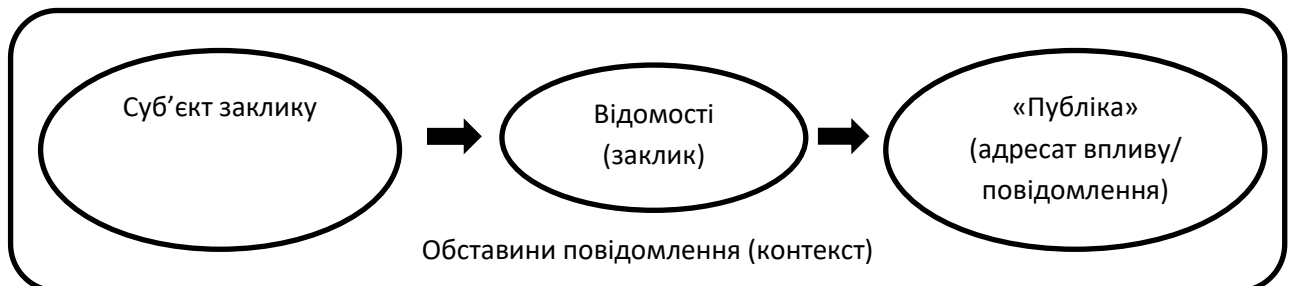 Суб’єкт заклику
Відомості
(заклик)
«Публіка»
(адресат впливу/
повідомлення)
Обставини повідомлення (контекст)